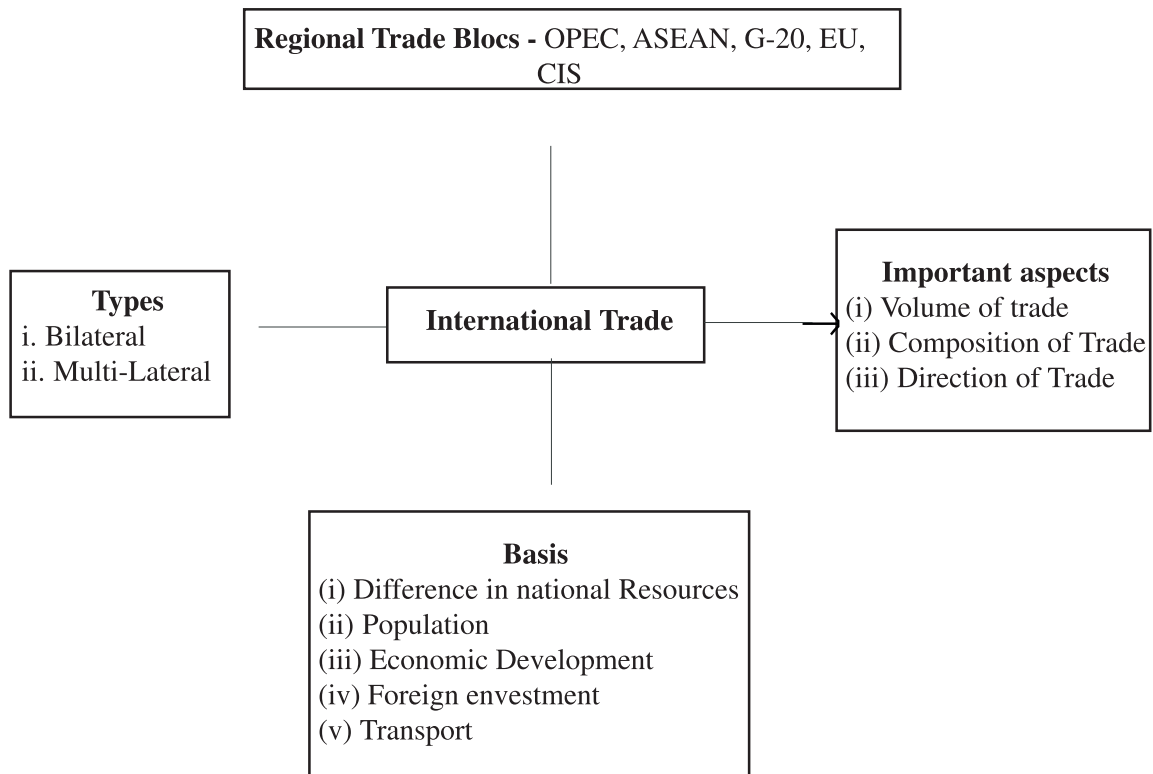 Regional Trade Blocs - OPEC, ASEAN, G-20, EU,
CIS
Types
i. Bilateral
ii. Multi-Lateral
International Trade
Important aspects
(i) Volume of trade
(ii) Composition of Trade
(iii) Direction of Trade
Basis
(i) Difference in national Resources
(ii) Population
(iii) Economic Development
(iv) Foreign envestment
(v) Transport